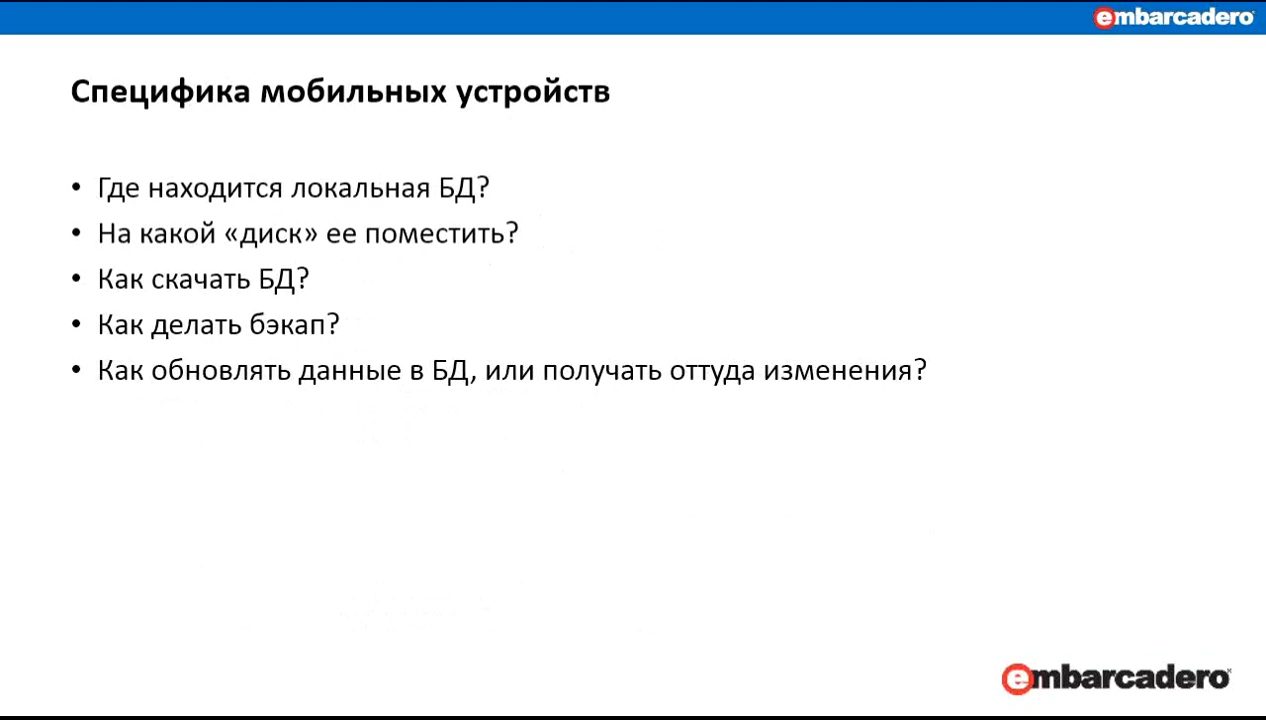 embarcadero
Специфика мобильных устройств
• Где находится локальная БД?
• На какой «диск» ее поместить?
• Как скачать БД?
• Как делать бэкап?
• Как обновлять данные в БД, или получать оттуда изменения?
embarcadero